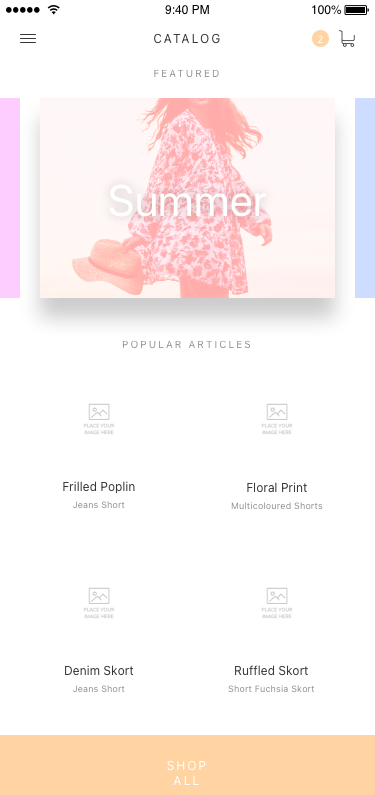 9:40 PM
100%
CATALOG
2
FEATURED
Summer
POPULAR ARTICLES
PLACE YOUR
IMAGE HERE
PLACE YOUR
IMAGE HERE
Frilled Poplin
Jeans Short
Floral Print
Multicoloured Shorts
PLACE YOUR
IMAGE HERE
PLACE YOUR
IMAGE HERE
Denim Skort
Jeans Short
Ruffled Skort
Short Fuchsia Skort
SHOP
ALL